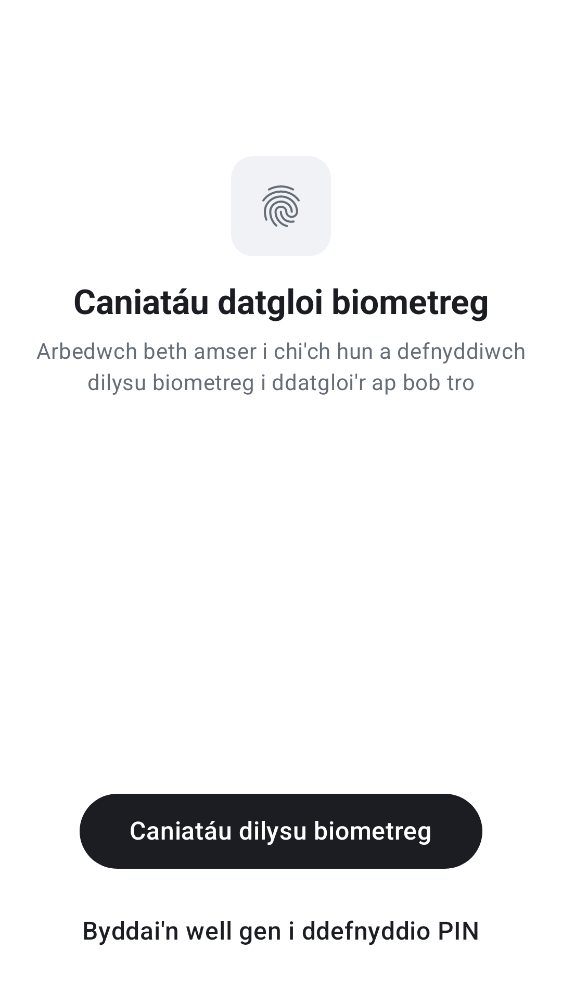 Caniatáu datgloi biometreg
Arbedwch beth amser i chi'ch hun a defnyddiwch
dilysu biometreg i ddatgloi'r ap bob tro
Caniatáu dilysu biometreg
Byddai'n well gen i ddefnyddio PIN